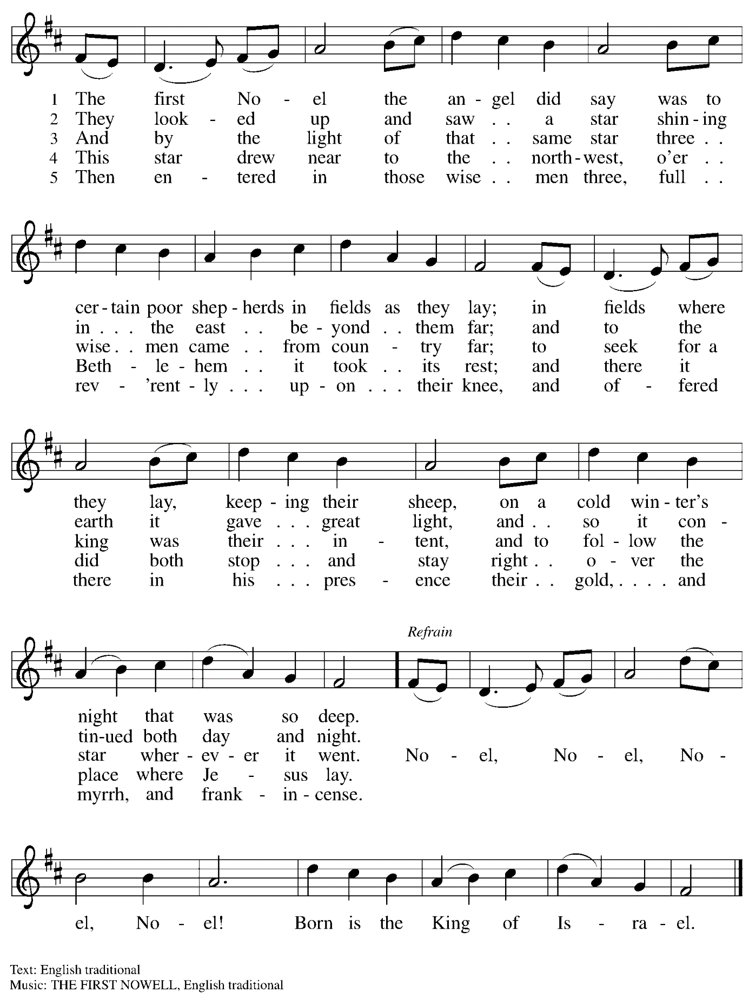 1 The first No - el the an - gel did say was to
2 They look - ed up and saw . . a star shin - ing
3 And by the light of that . . same star three . .
4 This star drew near to the . . north - west, o'er . .
5 Then en - tered in those wise . . men three, full . .
cer - tain poor shep - herds in fields as they lay; in fields where
in . . . the east . . be - yond . . them far; and to the
wise . . men came . . from coun - try far; to seek for a
Beth - le - hem . . it took . . its rest; and there it
rev - 'rent - ly . . . up - on . . . their knee, and of - fered
they lay, keep - ing their sheep, on a cold win - ter's
earth it gave . . . great light, and . . so it con -
king was their . . . in - tent, and to fol - low the
did both stop . . . and stay right . . o - ver the
there in his . . . pres - ence their . . gold, . . . . and
Refrain
night that was so deep.
tin-ued both day and night.
star wher - ev - er it went. No - el, No - el, No -
place where Je - sus lay.
myrrh, and frank - in - cense.
el, No - el! Born is the King of Is - ra - el.
Text: English traditional
Music: THE FIRST NOWELL, English traditional